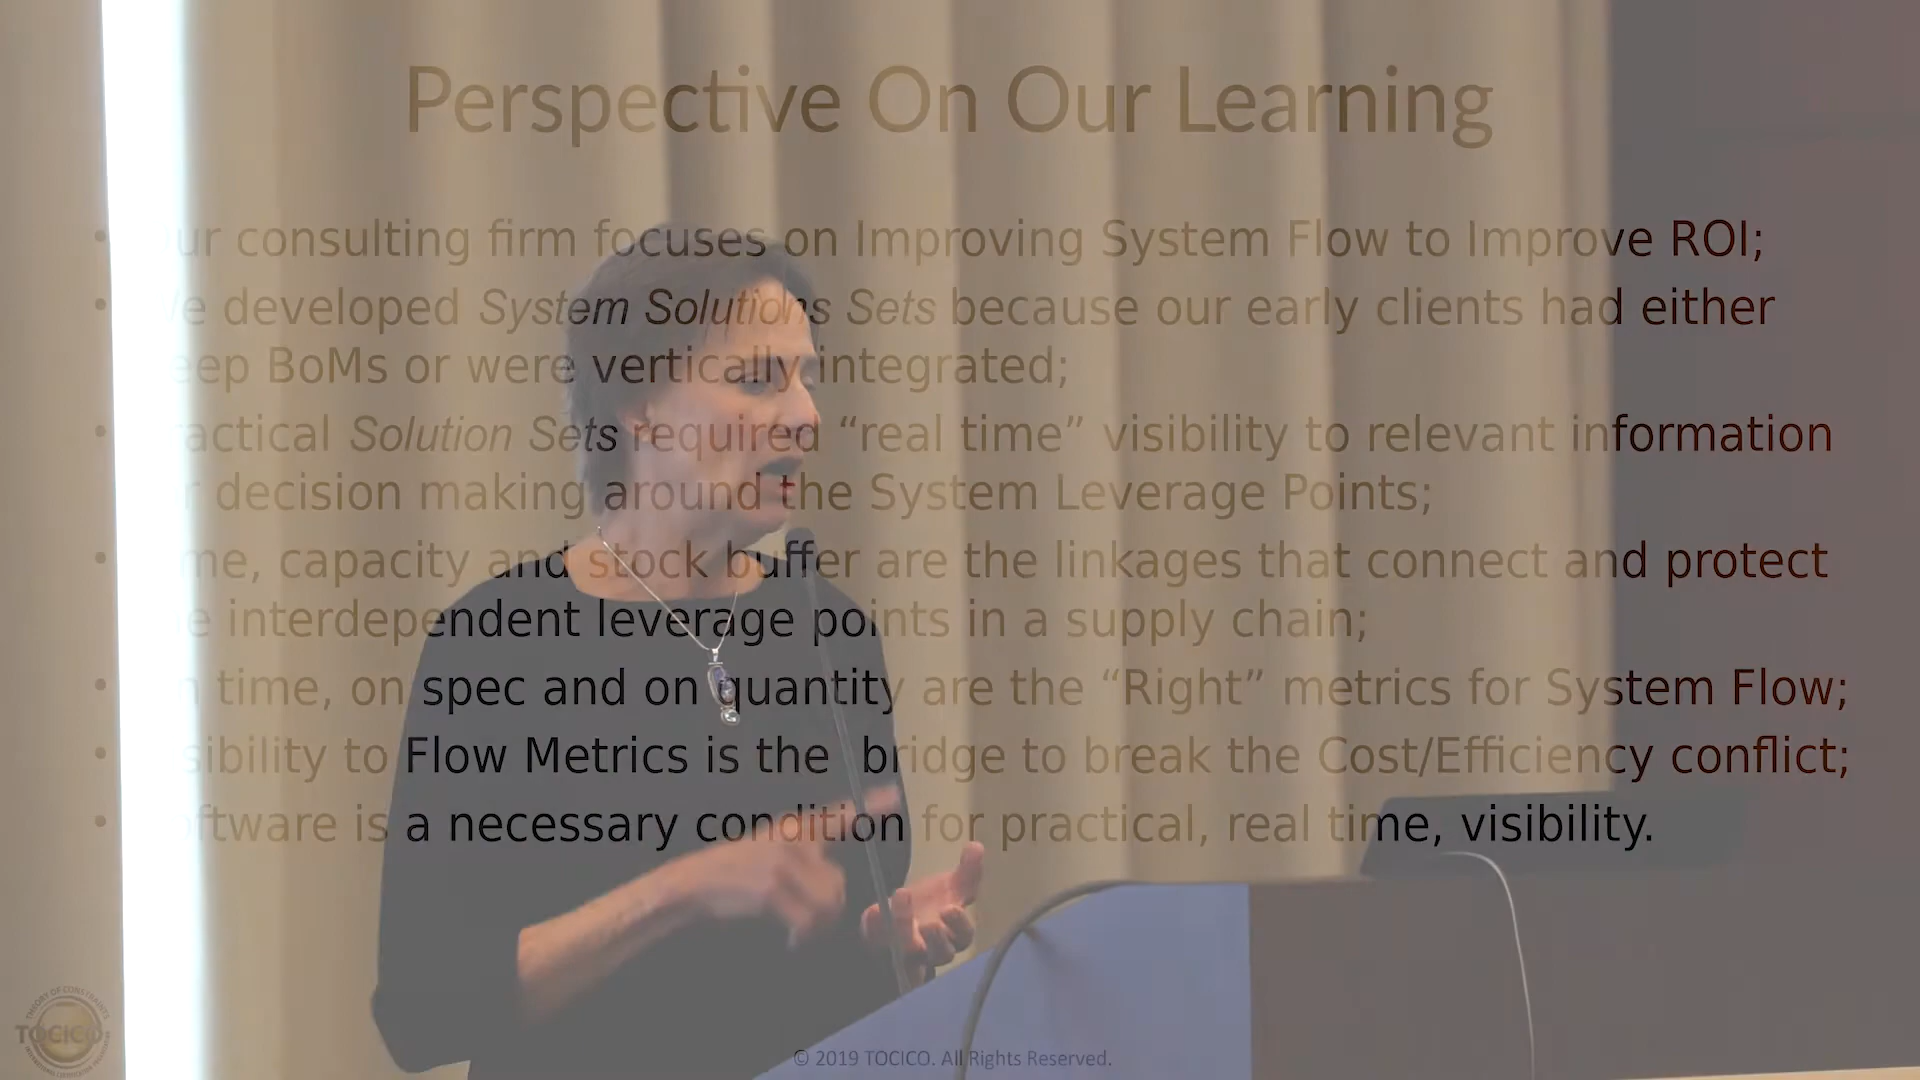 Perspective On Our Learning
• ur consulting firm focuses on Improving System Flow to Improve ROI;
• e developed System Solutions Sets because our early clients had either
eep BoMs or were vertically integrated;
• actical Solution Sets required “real time” visibility to relevant information
r decision making around the System Leverage Points;
• me, capacity and stock buffer are the linkages that connect and protect
e interdependent leverage points in a supply chain;
• n time, on spec and on quantity are the “Right” metrics for System Flow;
• sibility to Flow Metrics is the bridge to break the Cost/Efficiency conflict;
• ftware is a necessary condition for practical, real time, visibility.
THEORY OF CONSTRAINTS
TOCICO
© 2019 TOCICO. All Rights Reserved.